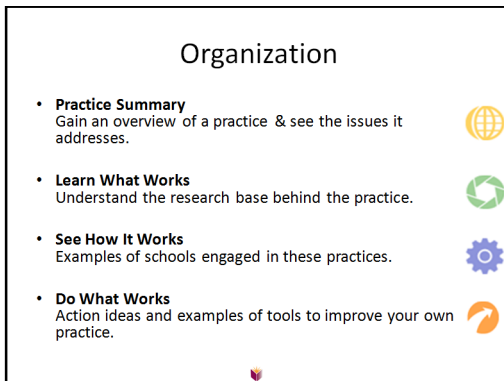 Organization
• Practice Summary
Gain an overview of a practice & see the issues it
addresses.
• Learn What Works
Understand the research base behind the practice.
• See How It Works
Examples of schools engaged in these practices.
• Do What Works
Action ideas and examples of tools to improve your own
practice.